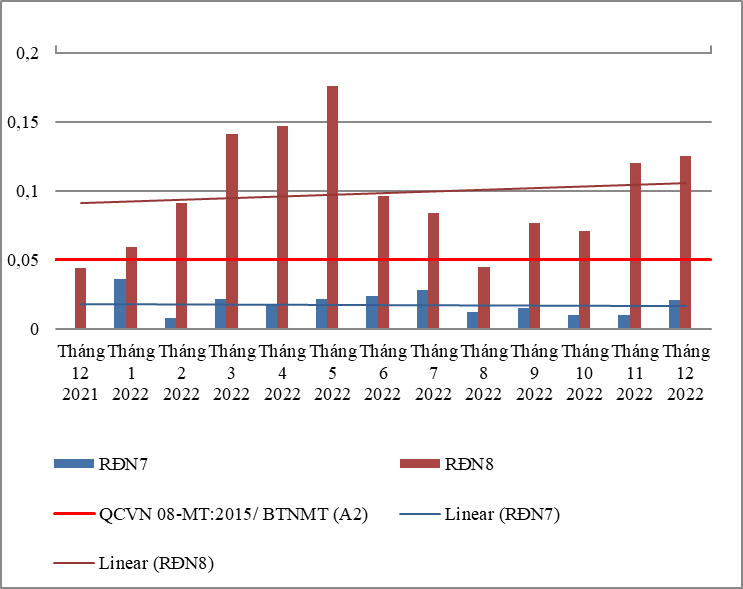 0,2
0,15
0,1
0,05
0
Tháng Tháng Tháng Tháng Tháng Tháng Tháng Tháng Tháng Tháng Tháng Tháng Tháng
12 1 2 3 4 5 6 7 8 9 10 11 12
2021 2022 2022 2022 2022 2022 2022 2022 2022 2022 2022 2022 2022
RĐN7 RĐN8
QCVN 08-MT:2015/ BTNMT (A2) Linear (RĐN7)
Linear (RĐN8)